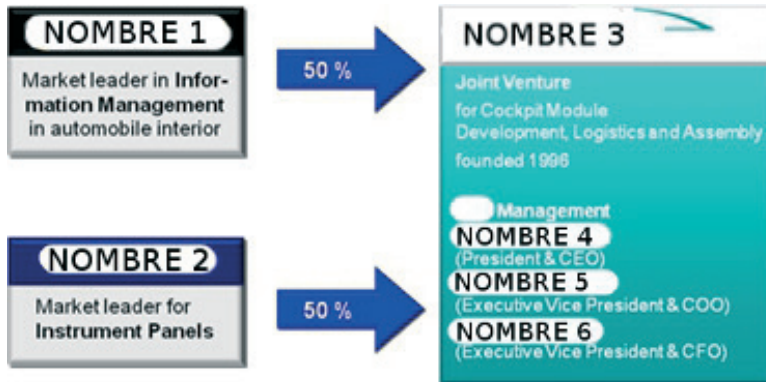 NOMBRE 1
Market leader in Infor-
mation Management
in automobile interior
50 %
NOMBRE 2
Market leader for
Instrument Panels
50 %
NOMBRE 3
Joint Venture
for Cockpit Module
Development, Logistics and Assembly
founded 1996
Management
NOMBRE 4
(President & CEO)
NOMBRE 5
(Executive Vice President & COO)
NOMBRE 6
(Executive Vice President & CFO)